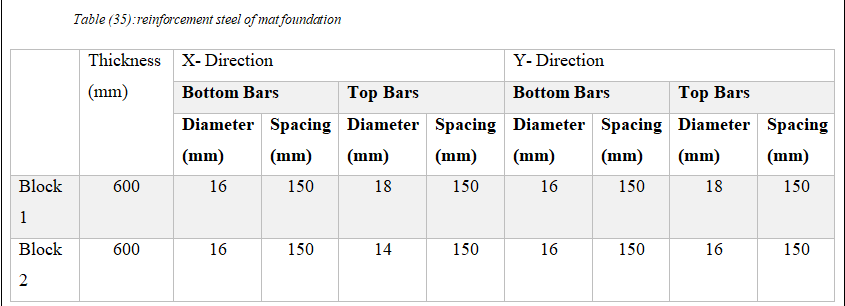 Table (35):reinforcement steel of mat foundation
Thickness (mm) X- Direction Y- Direction
Bottom Bars Top Bars Bottom Bars Top Bars
Diameter (mm) Spacing (mm) Diameter (mm) Spacing (mm) Diameter (mm) Spacing (mm) Diameter (mm) Spacing (mm)
Block 1 600 16 150 18 150 16 150 18 150
Block 2 600 16 150 14 150 16 150 16 150